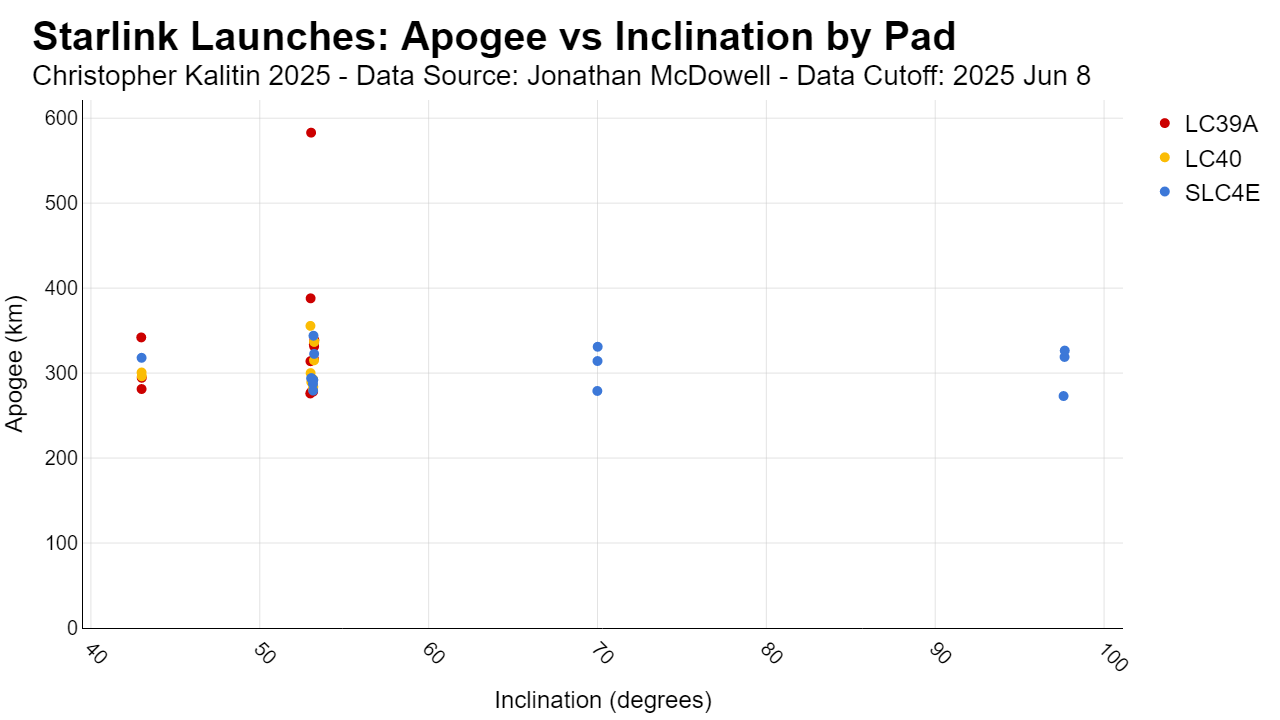 Starlink Launches: Apogee vs Inclination by Pad
Christopher Kalitin 2025 - Data Source: Jonathan McDowell - Data Cutoff: 2025 Jun 8
LC39A
LC40
SLC4E
Apogee (km)
600
500
400
300
200
100
0
40
50
60
70
80
90
100
Inclination (degrees)